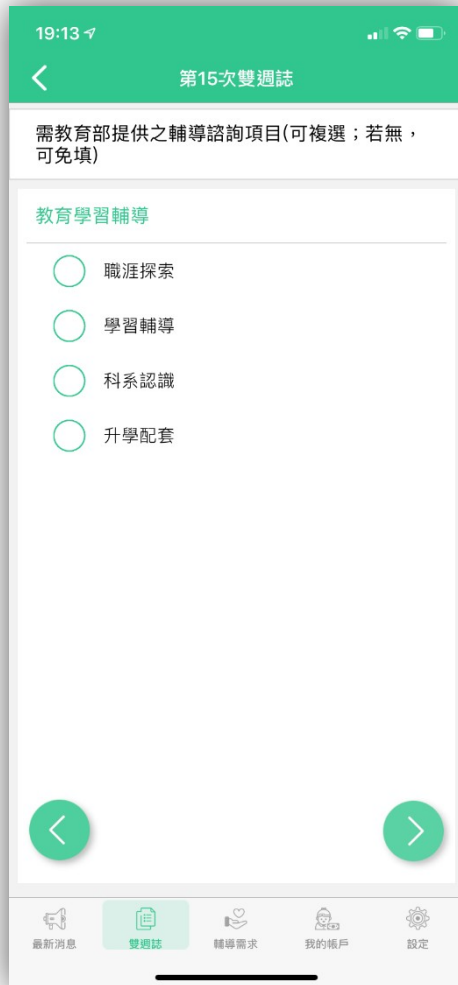 19:13
第15次雙週誌
需教育部提供之輔導諮詢項目(可複選；若無，
可免填)
教育學習輔導
職涯探索
學習輔導
科系認識
升學配套
最新消息
雙週誌
輔導需求
我的帳戶
設定